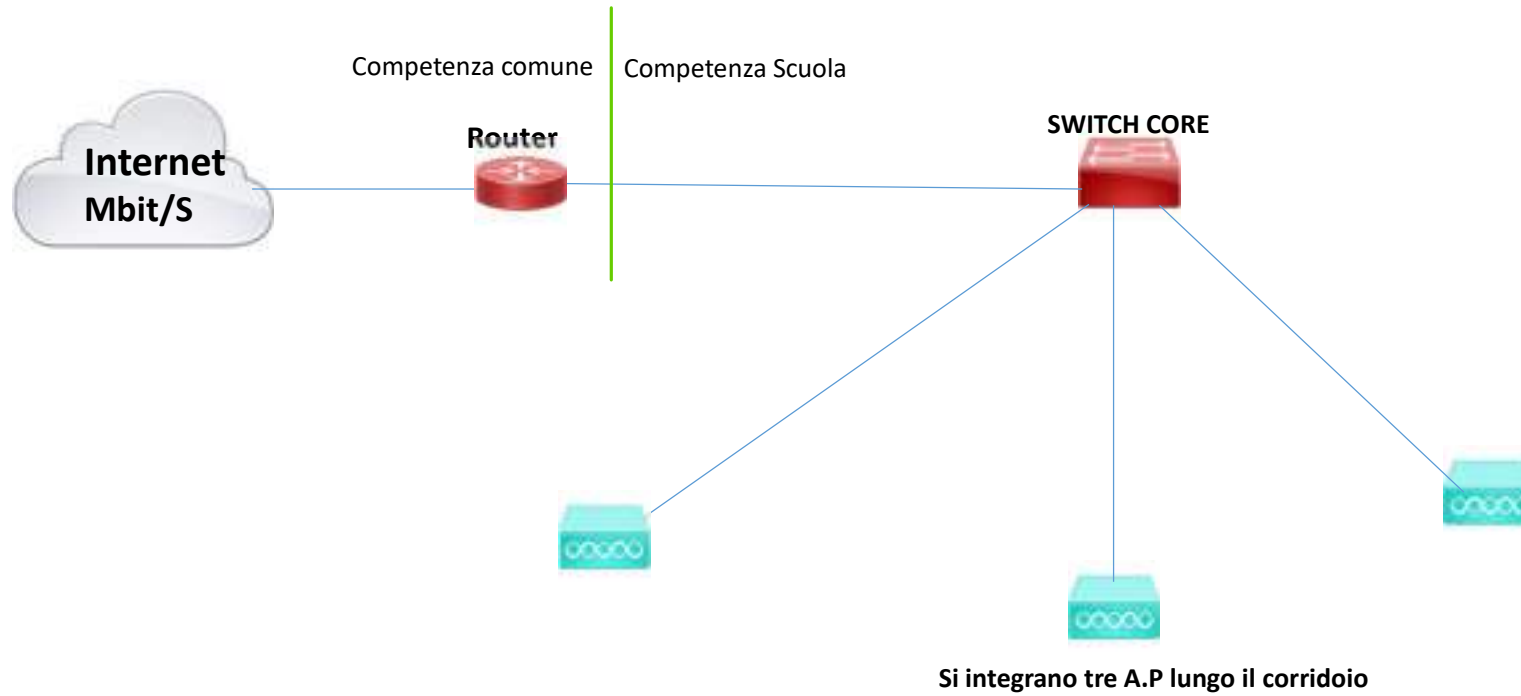 Competenza comune
Competenza Scuola
Internet
Mbit/S
Router
SWITCH CORE
Si integrano tre A.P lungo il corridoio